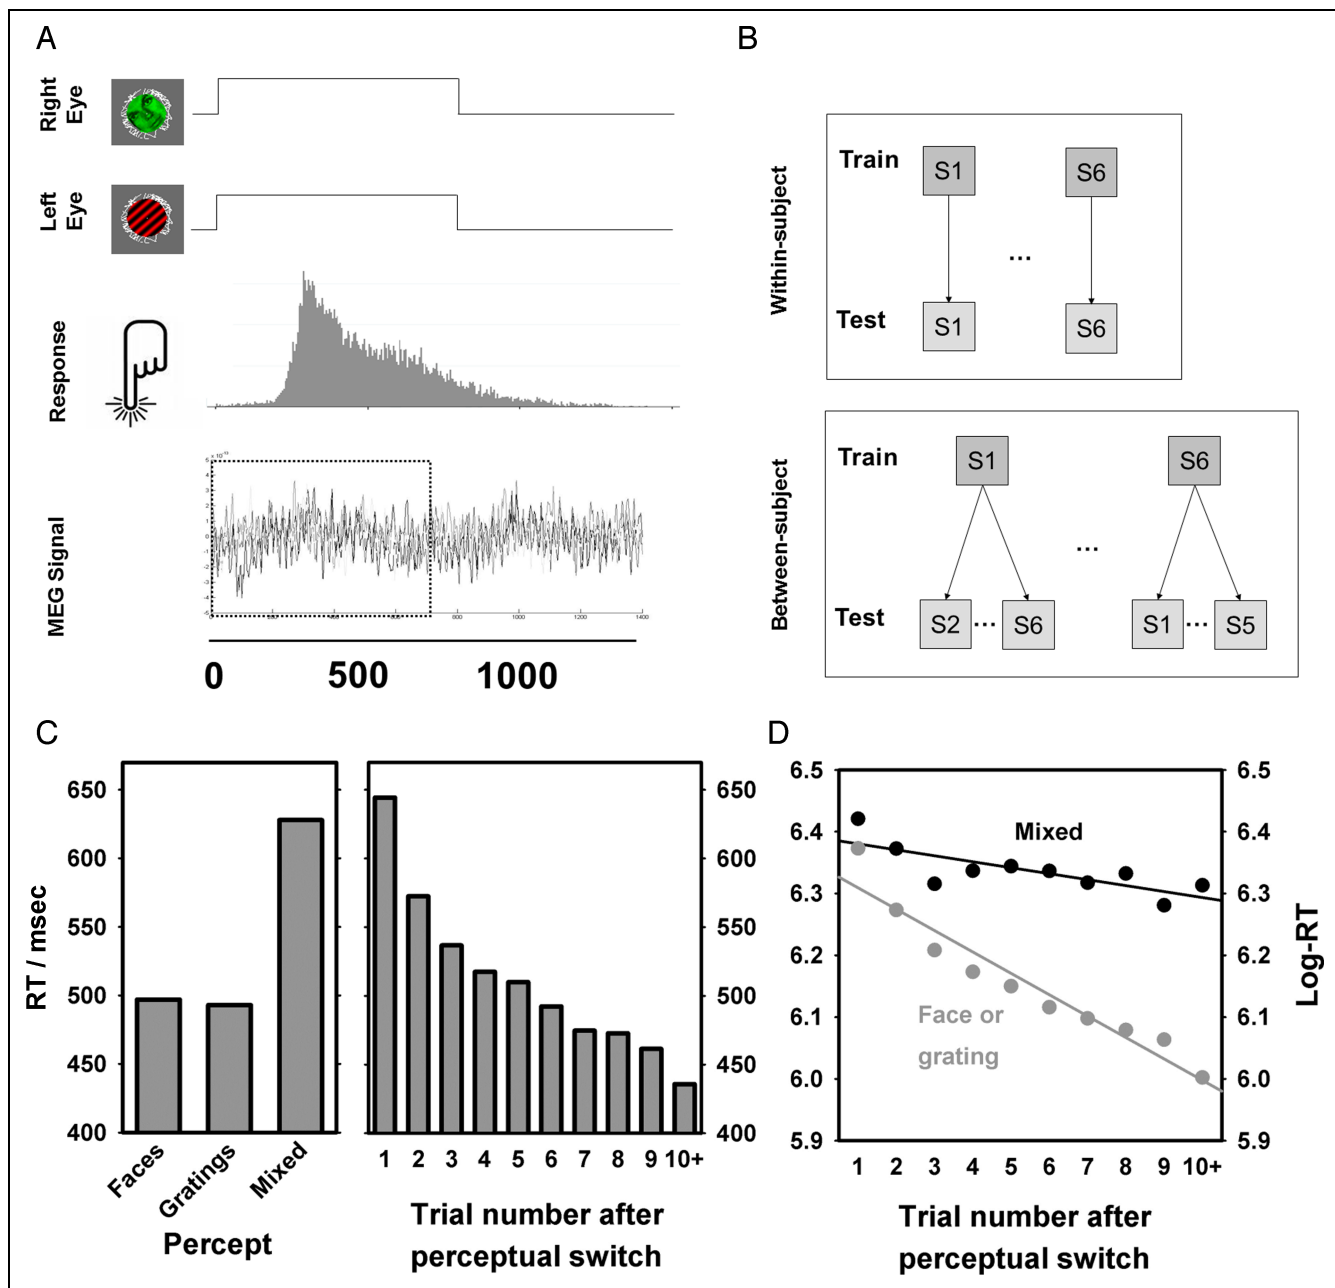 A
Right
Eye
Left
Eye
Response
MEG Signal
0 500 1000
B
Within-subject
Train
S1 S6
...
Test
S1 S6
Between-subject
Train
S1 S6
...
Test
S2 ... S6 S1 ... S5
C
RT / msec
650
600
550
500
450
400
Faces
Gratings
Mixed
Percept
650
600
550
500
450
400
1 2 3 4 5 6 7 8 9 10+
Trial number after
perceptual switch
D
6.5
6.4
6.3
6.2
6.1
6.0
5.9
Mixed
Face or
grating
6.5
6.4
6.3
6.2
6.1
6.0
5.9
Log-RT
1 2 3 4 5 6 7 8 9 10+
Trial number after
perceptual switch